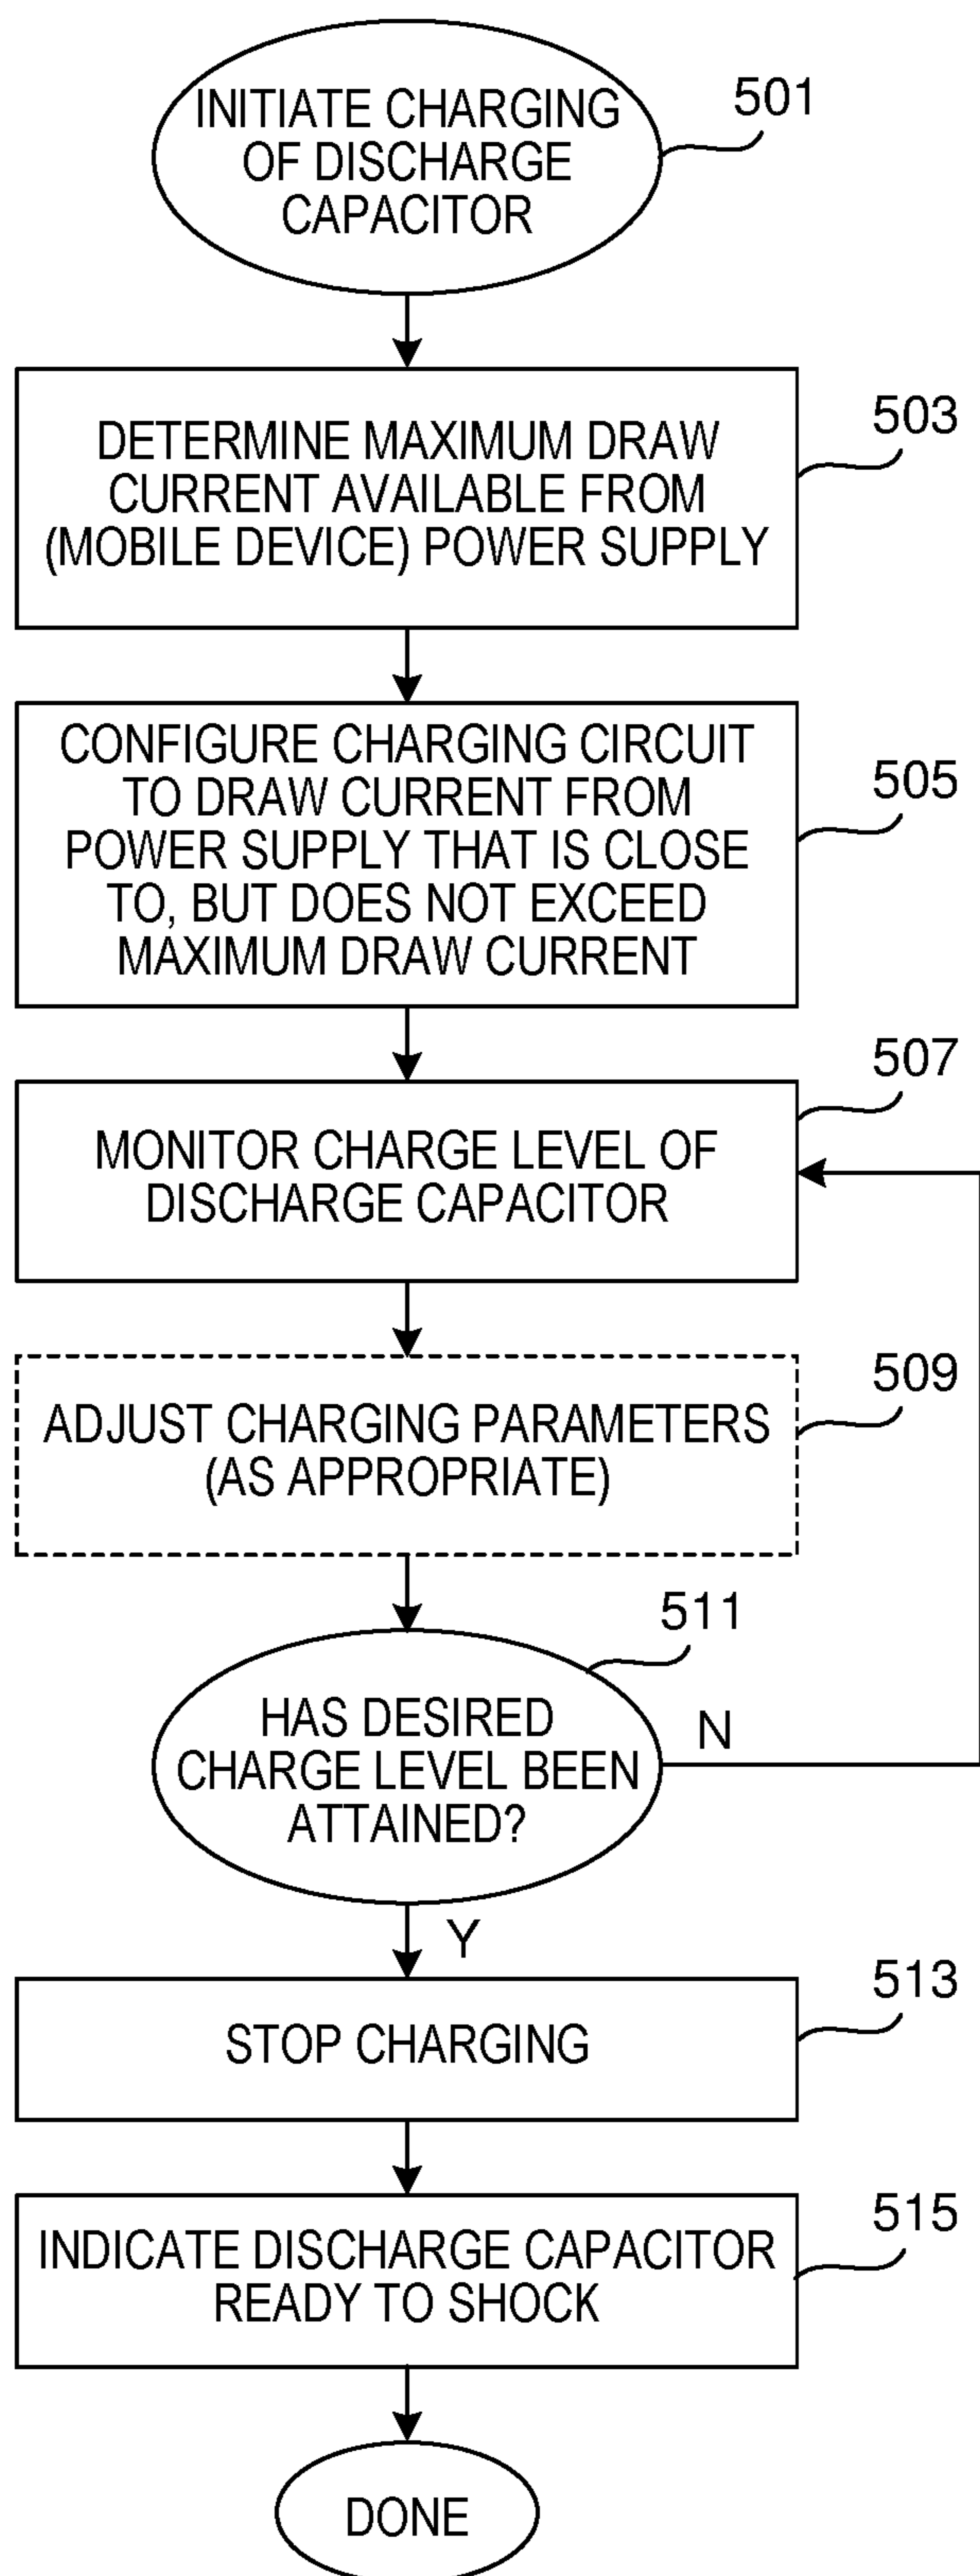 INITIATE CHARGING
OF DISCHARGE
CAPACITOR
501
DETERMINE MAXIMUM DRAW
CURRENT AVAILABLE FROM
(MOBILE DEVICE) POWER SUPPLY
503
CONFIGURE CHARGING CIRCUIT
TO DRAW CURRENT FROM
POWER SUPPLY THAT IS CLOSE
TO, BUT DOES NOT EXCEED
MAXIMUM DRAW CURRENT
505
MONITOR CHARGE LEVEL OF
DISCHARGE CAPACITOR
507
ADJUST CHARGING PARAMETERS
(AS APPROPRIATE)
509
HAS DESIRED
CHARGE LEVEL BEEN
ATTAINED?
511
N
Y
STOP CHARGING
513
INDICATE DISCHARGE CAPACITOR
READY TO SHOCK
515
DONE